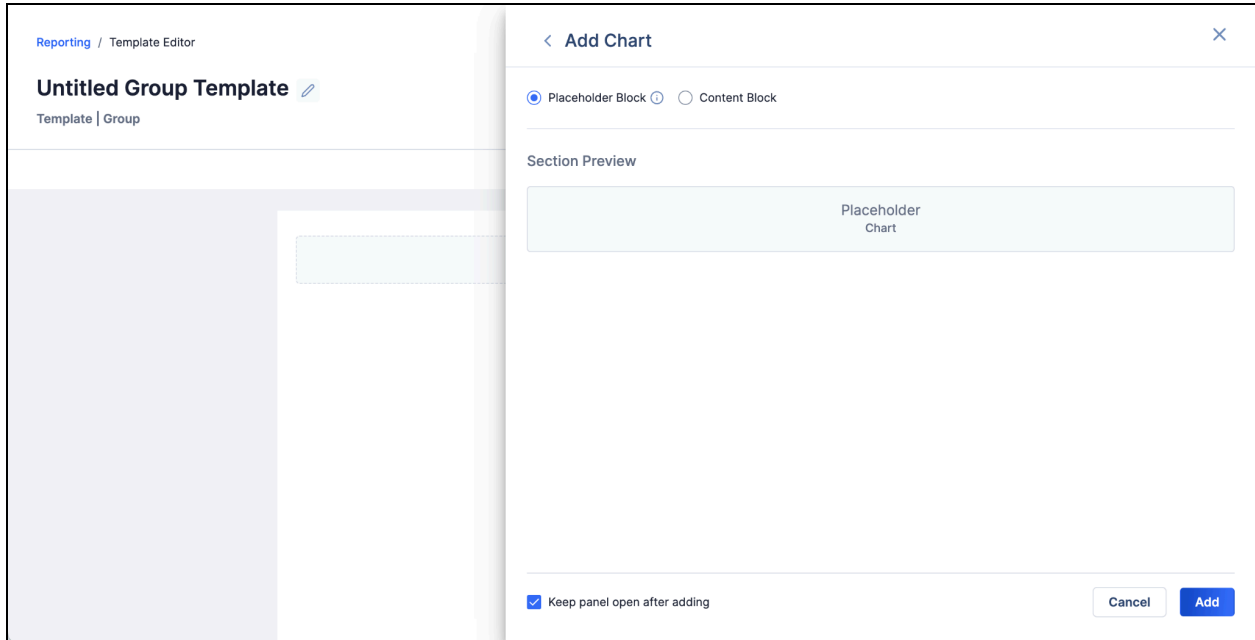 Reporting / Template Editor
Untitled Group Template
Template | Group
Add Chart
Placeholder Block Content Block
Section Preview
Placeholder
Chart
Keep panel open after adding
Cancel Add